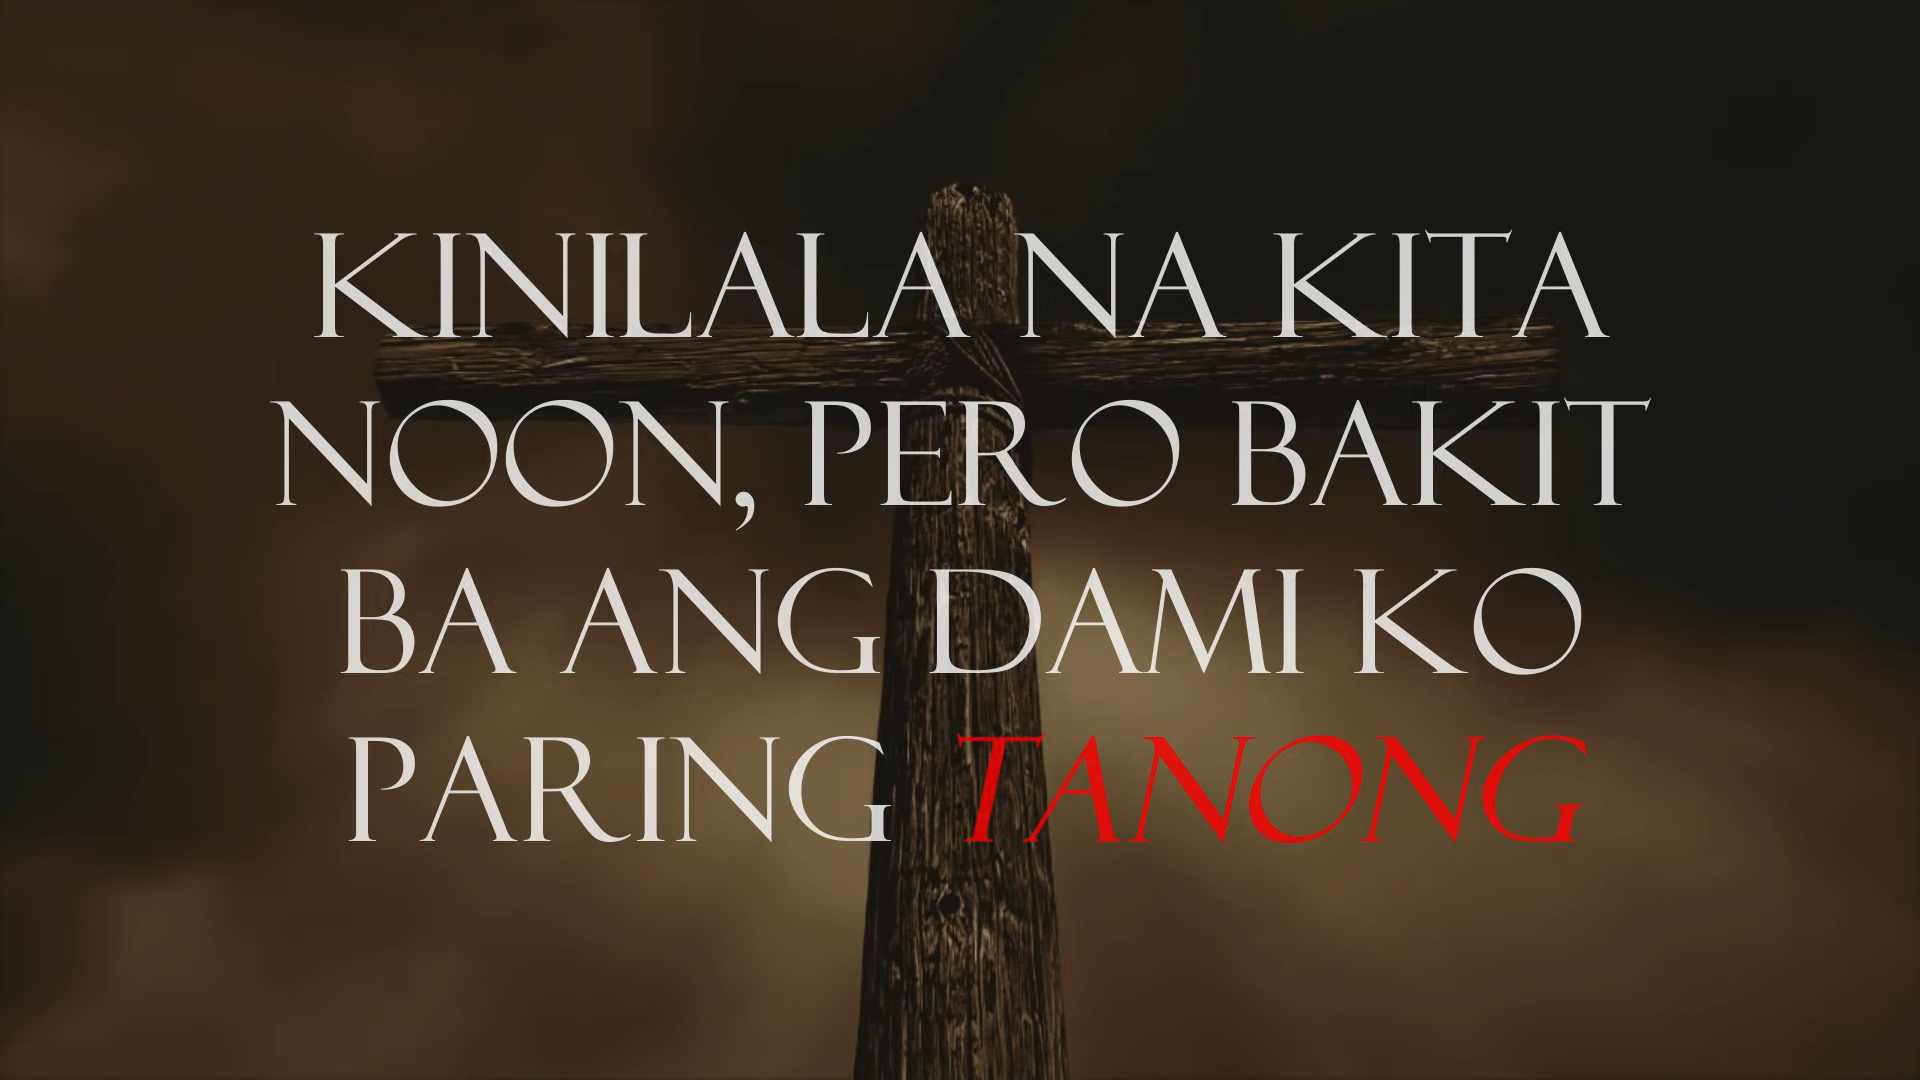 KINILALA NA KITA
NOON, PERO BAKIT
BA ANG DAMI KO
PARING TANONG